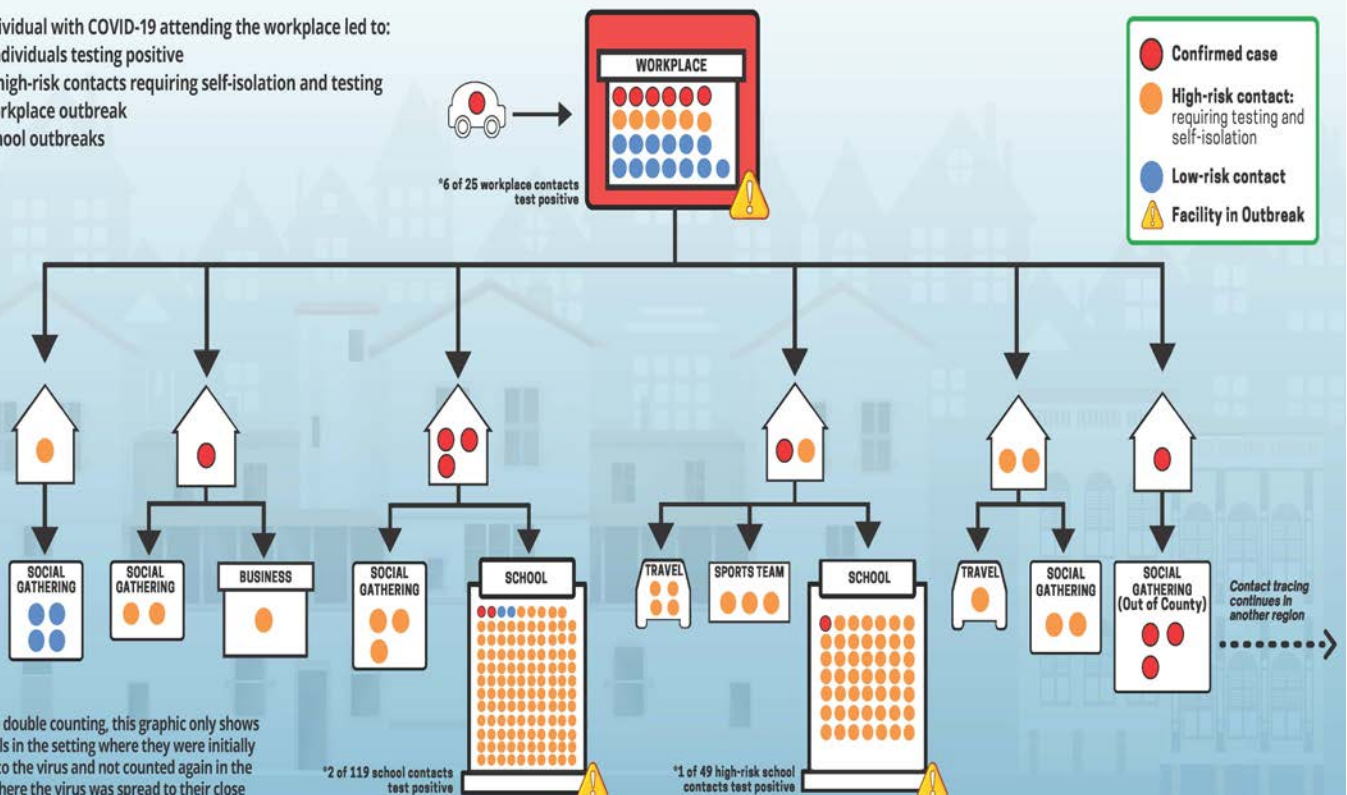 ividual with COVID-19 attending the workplace led to:
dividuals testing positive
high-risk contacts requiring self-isolation and testing
rkplace outbreak
hool outbreaks
WORKPLACE
*6 of 25 workplace contacts
test positive
Confirmed case
High-risk contact:
requiring testing and
self-isolation
Low-risk contact
Facility in Outbreak
SOCIAL
GATHERING
SOCIAL
GATHERING
BUSINESS
SOCIAL
GATHERING
SCHOOL
TRAVEL
SPORTS TEAM
SCHOOL
TRAVEL
SOCIAL
GATHERING
SOCIAL
GATHERING
(Out of County)
Contact tracing
continues in
another region
double counting, this graphic only shows
ls in the setting where they were initially
to the virus and not counted again in the
here the virus was spread to their close
*2 of 119 school contacts
test positive
*1 of 49 high-risk school
contacts test positive